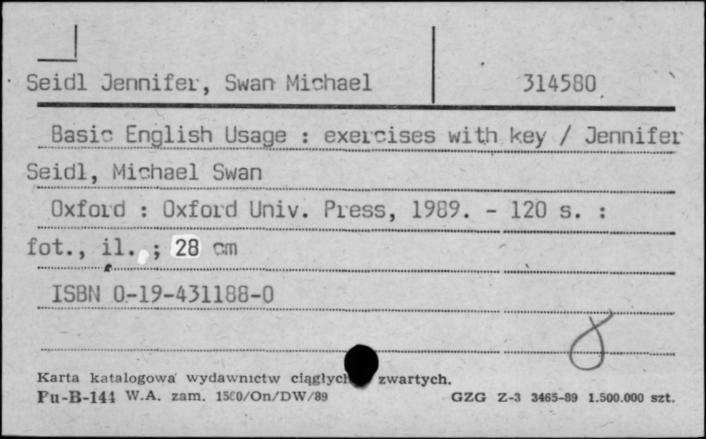 Seidl Jennifer, Swan Michael 314580
Basic English Usage : exercises with key / Jennifer
Seidl, Michael Swan
Oxford : Oxford Univ. Press, 1989. - 120 s. :
fot., il. ; 28 cm
ISBN 0-19-431188-0
8
Karta katalogowa wydawnictw ciągłych zwartych.
Pu-B-144 W.A. zam. 1580/On/DW/89 GZG Z-3 3465-89 1.500.000 szt.